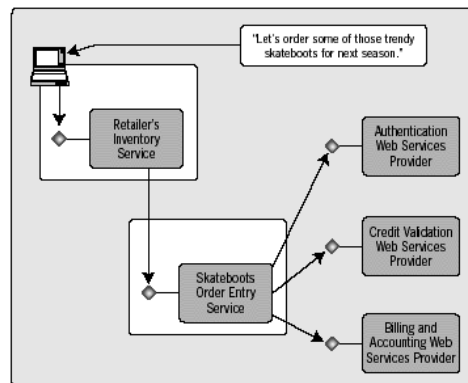 "Let's order some of those trendy
skateboots for next season."
Retailer's
Inventory
Service
Authentication
Web Services
Provider
Credit Validation
Web Services
Provider
Skateboots
Order Entry
Service
Billing and
Accounting Web
Services Provider